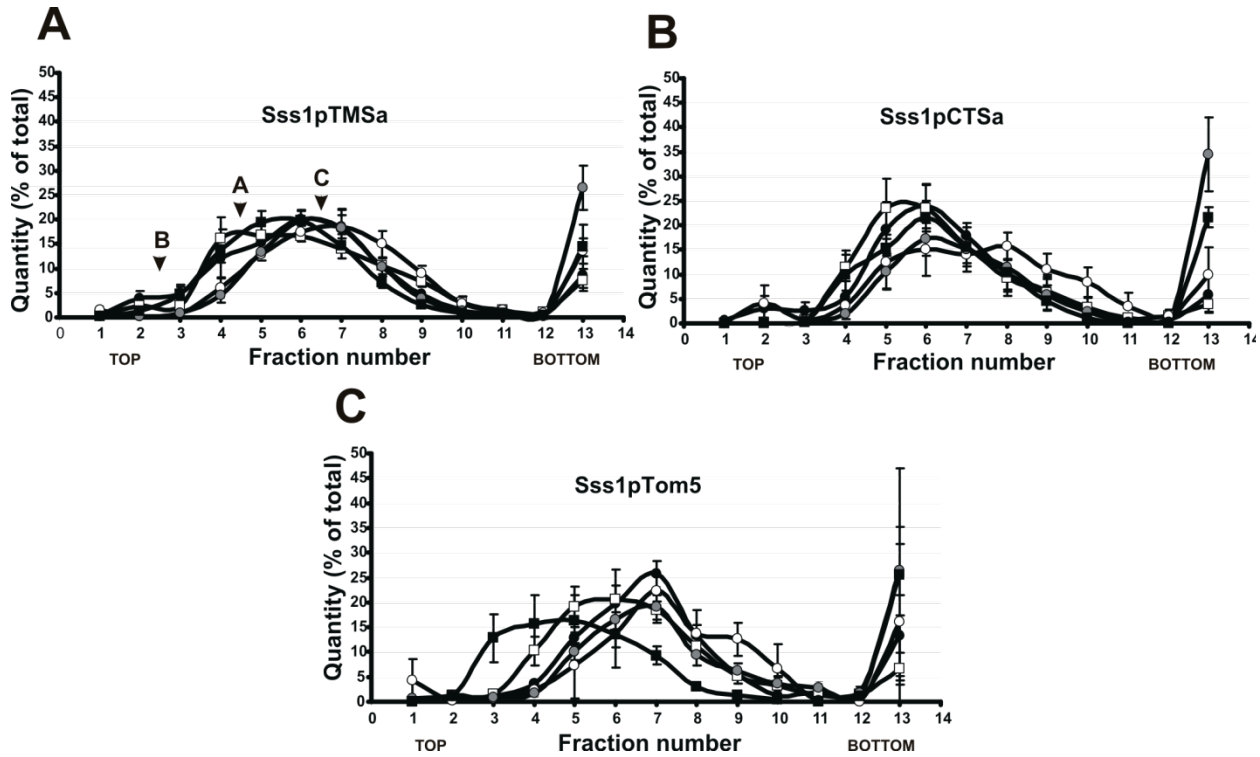 A
Quantity (% of total)
50
45
40
35
30
25
20
15
10
5
0
Sss1pTMSa
B
A
C
0 1 2 3 4 5 6 7 8 9 10 11 12 13 14
TOP Fraction number BOTTOM
B
Quantity (% of total)
50
45
40
35
30
25
20
15
10
5
0
Sss1pCTSa
0 1 2 3 4 5 6 7 8 9 10 11 12 13 14
TOP Fraction number BOTTOM
C
Quantity (% of total)
50
45
40
35
30
25
20
15
10
5
0
Sss1pTom5
0 1 2 3 4 5 6 7 8 9 10 11 12 13 14
TOP Fraction number BOTTOM